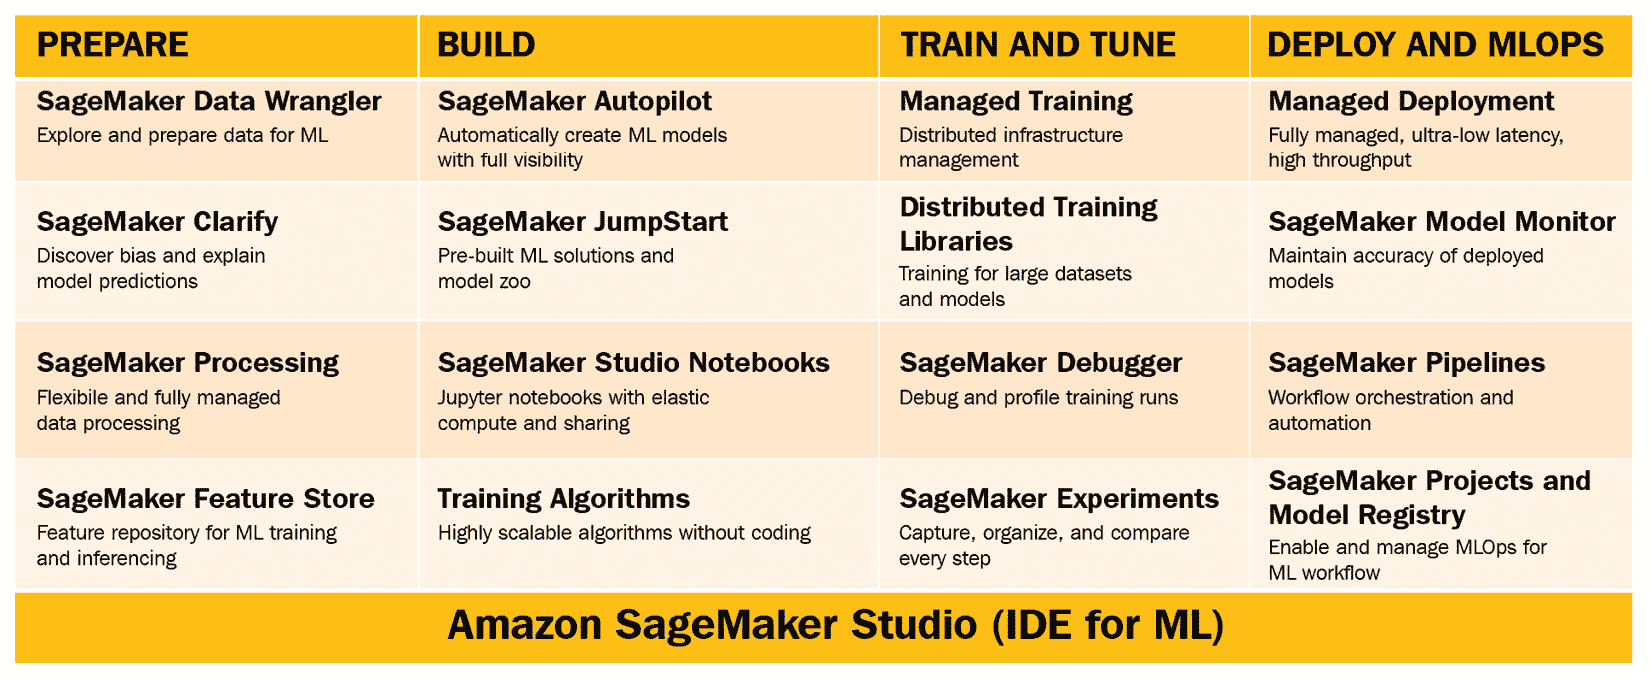 PREPARE
BUILD
TRAIN AND TUNE
DEPLOY AND MLOPS
SageMaker Data Wrangler
Explore and prepare data for ML
SageMaker Autopilot
Automatically create ML models
with full visibility
Managed Training
Distributed infrastructure
management
Managed Deployment
Fully managed, ultra-low latency,
high throughput
SageMaker Clarify
Discover bias and explain
model predictions
SageMaker JumpStart
Pre-built ML solutions and
model zoo
Distributed Training
Libraries
Training for large datasets
and models
SageMaker Model Monitor
Maintain accuracy of deployed
models
SageMaker Processing
Flexibile and fully managed
data processing
SageMaker Studio Notebooks
Jupyter notebooks with elastic
compute and sharing
SageMaker Debugger
Debug and profile training runs
SageMaker Pipelines
Workflow orchestration and
automation
SageMaker Feature Store
Feature repository for ML training
and inferencing
Training Algorithms
Highly scalable algorithms without coding
SageMaker Experiments
Capture, organize, and compare
every step
SageMaker Projects and
Model Registry
Enable and manage MLOps for
ML workflow
Amazon SageMaker Studio (IDE for ML)